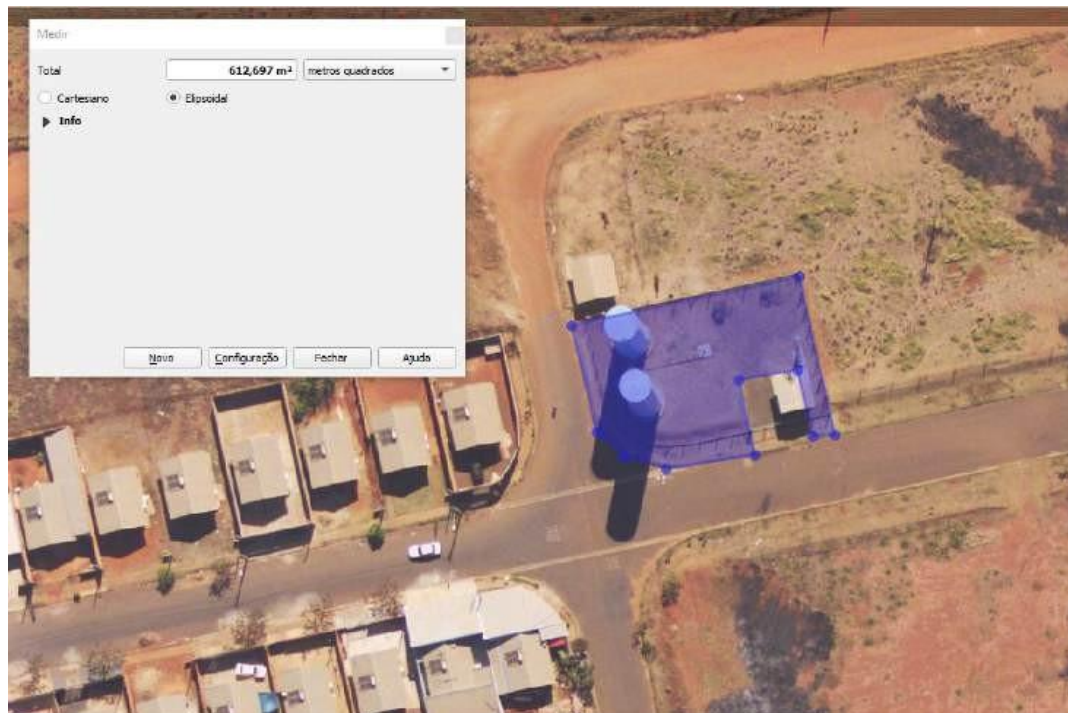 Medir
Total 612,697 m² metros quadrados
Cartesiano Elipsoidal
Info
Novo Configuração Fechar Ajuda